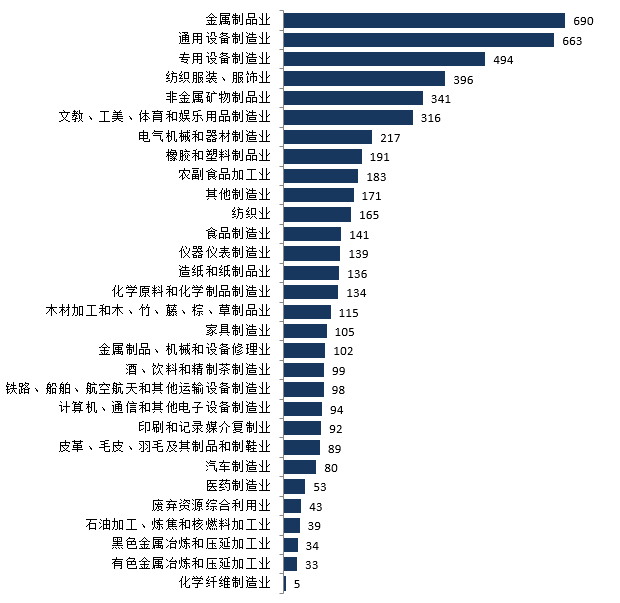 金属制品业 690
通用设备制造业 663
专用设备制造业 494
纺织服装、服饰业 396
非金属矿物制品业 341
文教、工美、体育和娱乐用品制造业 316
电气机械和器材制造业 217
橡胶和塑料制品业 191
农副食品加工业 183
其他制造业 171
纺织业 165
食品制造业 141
仪器仪表制造业 139
造纸和纸制品业 136
化学原料和化学制品制造业 134
木材加工和木、竹、藤、棕、草制品业 115
家具制造业 105
金属制品、机械和设备修理业 102
酒、饮料和精制茶制造业 99
铁路、船舶、航空航天和其他运输设备制造业 98
计算机、通信和其他电子设备制造业 94
印刷和记录媒介复制业 92
皮革、毛皮、羽毛及其制品和制鞋业 89
汽车制造业 80
医药制造业 53
废弃资源综合利用业 43
石油加工、炼焦和核燃料加工业 39
黑色金属冶炼和压延加工业 34
有色金属冶炼和压延加工业 33
化学纤维制造业 5